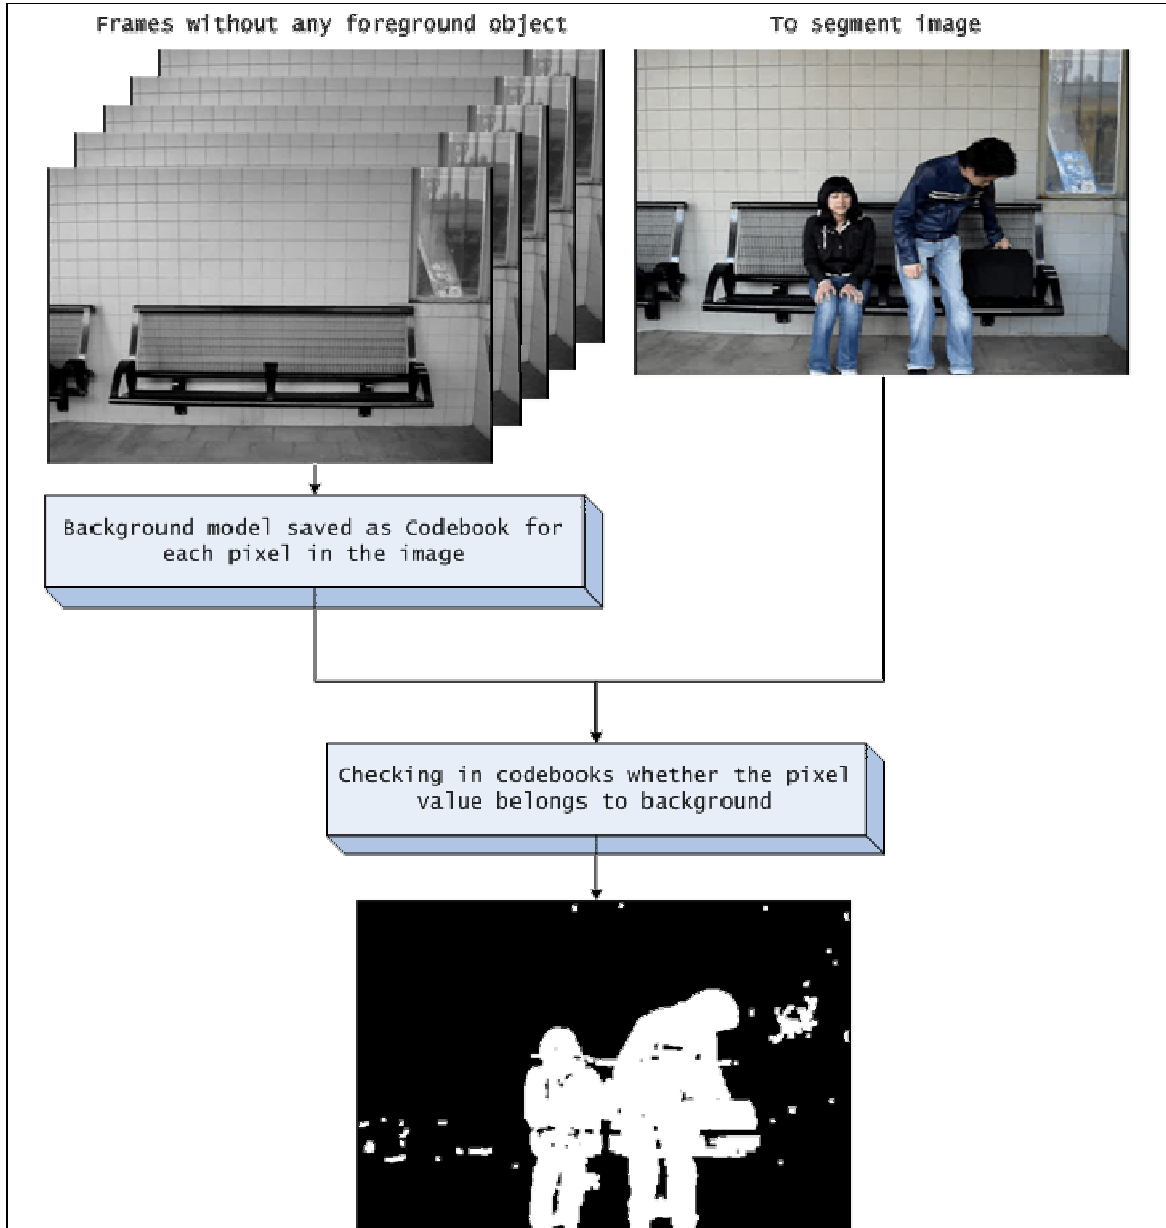 Frames without any foreground object
To segment image
Background model saved as Codebook for
each pixel in the image
Checking in codebooks whether the pixel
value belongs to background